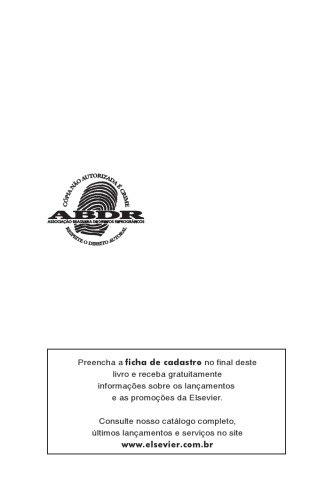 CÓPIA NÃO AUTORIZADA É CRIME
ABDR
ASSOCIAÇÃO BRASILEIRA DE DIREITOS REPROGRÁFICOS
RESPEITE O DIREITO AUTORAL
Preencha a ficha de cadastro no final deste
livro e receba gratuitamente
informações sobre os lançamentos
e as promoções da Elsevier.
Consulte nosso catálogo completo,
últimos lançamentos e serviços no site
www.elsevier.com.br